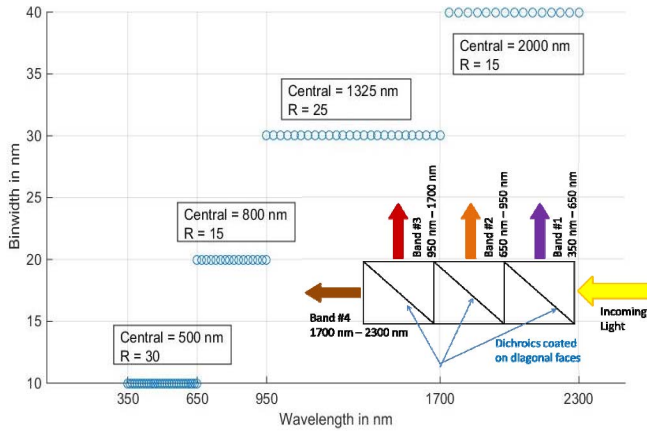 40
35
30
25
20
15
10
Binwidth in nm
Central = 2000 nm
R = 15
Central = 1325 nm
R = 25
Central = 800 nm
R = 15
Central = 500 nm
R = 30
Band #3
950 nm – 1700 nm
Band #2
650 nm – 950 nm
Band #1
350 nm – 650 nm
Band #4
1700 nm – 2300 nm
Incoming
Light
Dichroics coated
on diagonal faces
350
650
950
1700
2300
Wavelength in nm